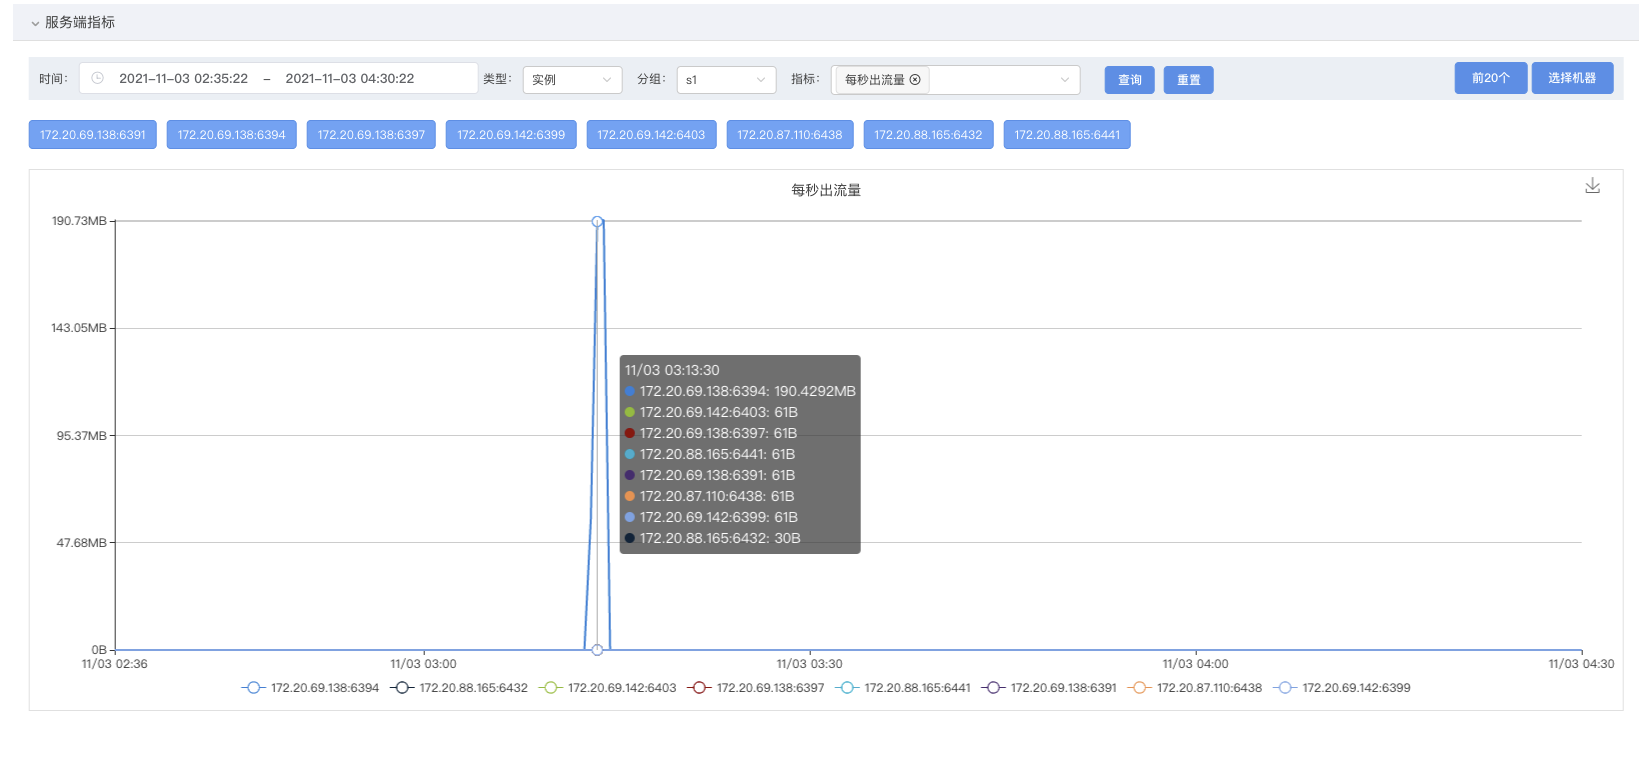 服务端指标
时间: 2021-11-03 02:35:22 – 2021-11-03 04:30:22 类型: 实例 分组: s1 指标: 每秒出流量 查询 重置 前20个 选择机器
172.20.69.138:6391 172.20.69.138:6394 172.20.69.138:6397 172.20.69.142:6399 172.20.69.142:6403 172.20.87.110:6438 172.20.88.165:6432 172.20.88.165:6441
每秒出流量
190.73MB
143.05MB
95.37MB
47.68MB
0B
11/03 03:13:30
172.20.69.138:6394: 190.4292MB
172.20.69.142:6403: 61B
172.20.69.138:6397: 61B
172.20.88.165:6441: 61B
172.20.69.138:6391: 61B
172.20.87.110:6438: 61B
172.20.69.142:6399: 61B
172.20.88.165:6432: 30B
11/03 02:36 11/03 03:00 11/03 03:30 11/03 04:00 11/03 04:30
172.20.69.138:6394 172.20.88.165:6432 172.20.69.142:6403 172.20.69.138:6397 172.20.88.165:6441 172.20.69.138:6391 172.20.87.110:6438 172.20.69.142:6399